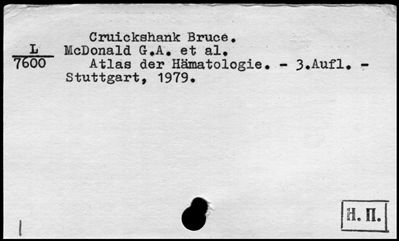 Cruickshank Bruce.
L
7600
McDonald G.A. et al.
Atlas der Hämatologie. - 3.Aufl. -
Stuttgart, 1979.
Н. П.